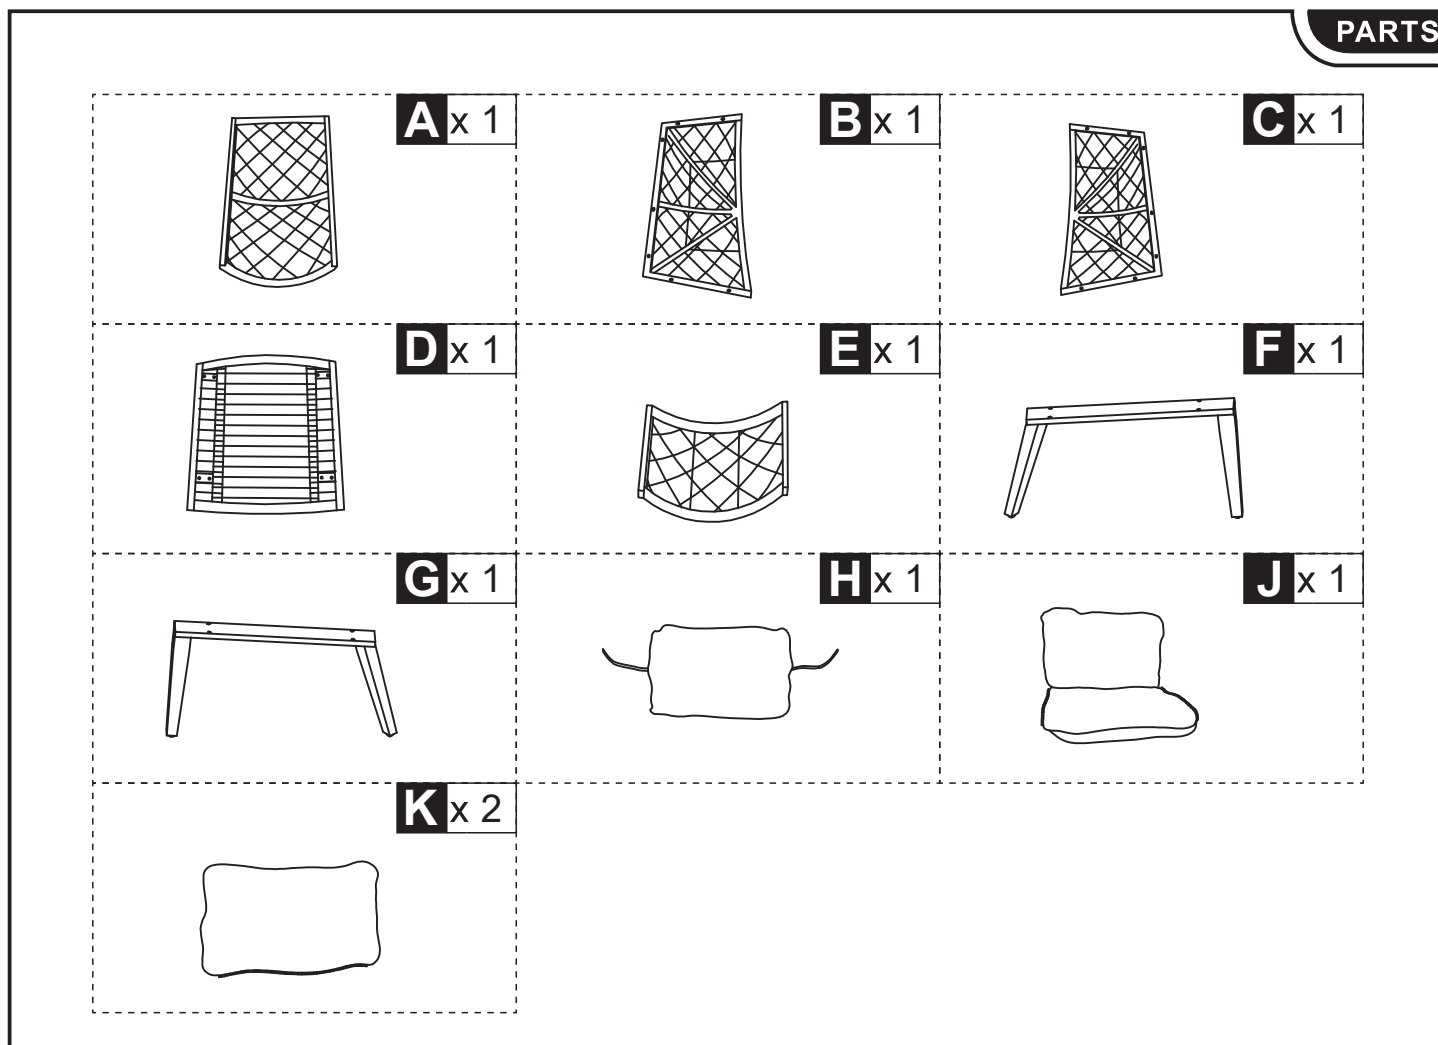 PARTS
A x 1
B x 1
C x 1
D x 1
E x 1
F x 1
G x 1
H x 1
J x 1
K x 2